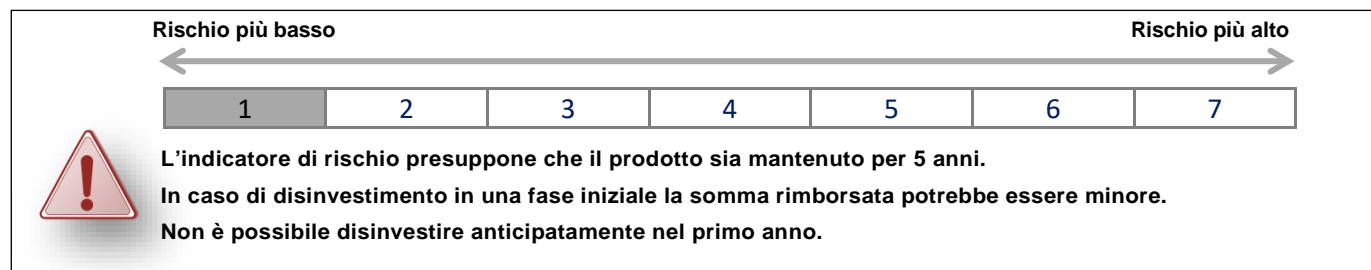 Rischio più basso Rischio più alto
1 2 3 4 5 6 7
L’indicatore di rischio presuppone che il prodotto sia mantenuto per 5 anni.
In caso di disinvestimento in una fase iniziale la somma rimborsata potrebbe essere minore.
Non è possibile disinvestire anticipatamente nel primo anno.